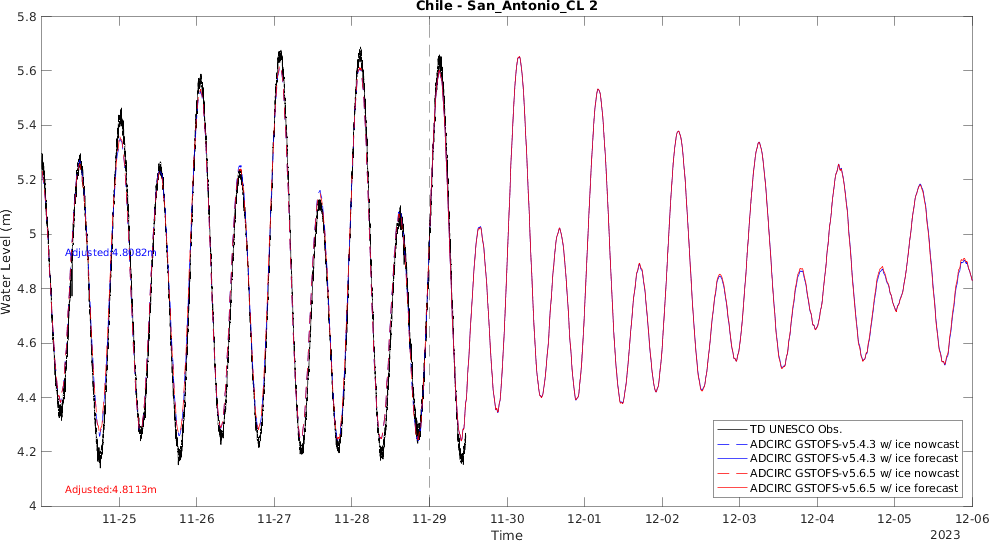 Chile - San_Antonio_CL 2
5.8
5.6
5.4
5.2
5
4.8
4.6
4.4
4.2
4
Water Level (m)
Adjusted:4.8082m
Adjusted:4.8113m
TD UNESCO Obs.
ADCIRC GSTOFS-v5.4.3 w/ ice nowcast
ADCIRC GSTOFS-v5.4.3 w/ ice forecast
ADCIRC GSTOFS-v5.6.5 w/ ice nowcast
ADCIRC GSTOFS-v5.6.5 w/ ice forecast
11-25 11-26 11-27 11-28 11-29 11-30 12-01 12-02 12-03 12-04 12-05 12-06
Time
2023